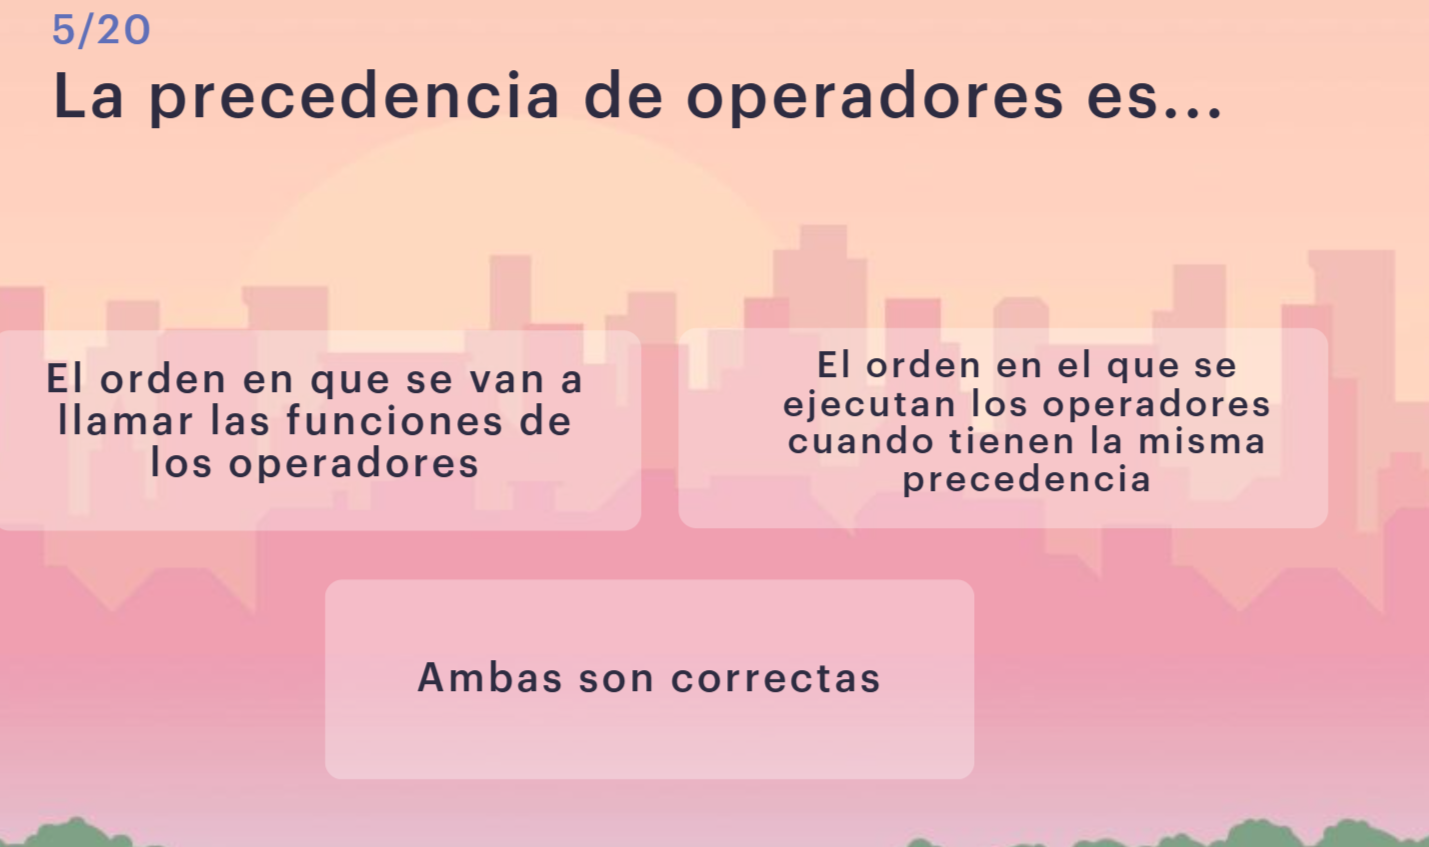 5/20
La precedencia de operadores es...
El orden en que se van a
llamar las funciones de
los operadores
El orden en el que se
ejecutan los operadores
cuando tienen la misma
precedencia
Ambas son correctas